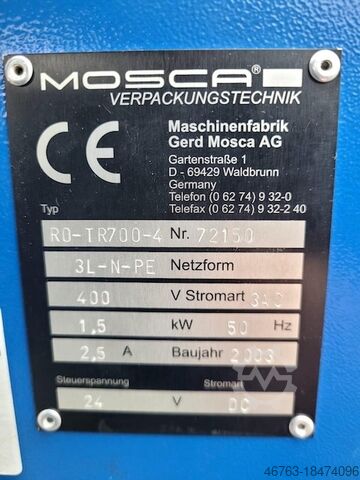 MOSCA®
VERPACKUNGSTECHNIK
CE
Maschinenfabrik
Gerd Mosca AG
Gartenstraße 1
D - 69429 Waldbrunn
Germany
Telefon (0 62 74) 9 32-0
Telefax (0 62 74) 9 32-2 40
Typ
RO-TR700-4 Nr. 72150
3L-N-PE Netzform
400 V Stromart 3AC
1,5 kW 50 Hz
2,5 A Baujahr 2003
Steuerspannung Stromart
24 V DC
46763-18474096